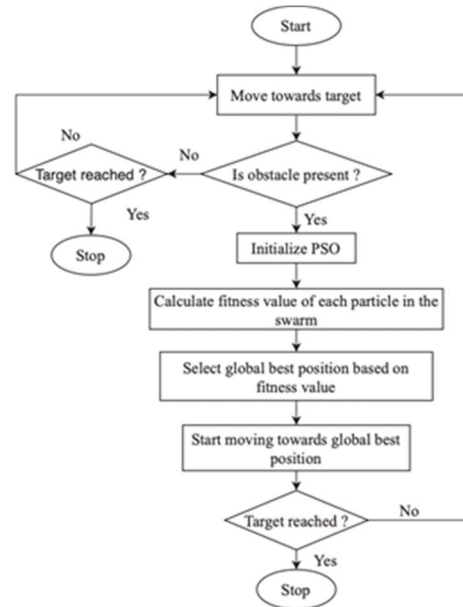 Start
Move towards target
No
No
Target reached ?
Is obstacle present ?
Yes
Yes
Stop
Initialize PSO
Calculate fitness value of each particle in the
swarm
Select global best position based on
fitness value
Start moving towards global best
position
Target reached ?
No
Yes
Stop